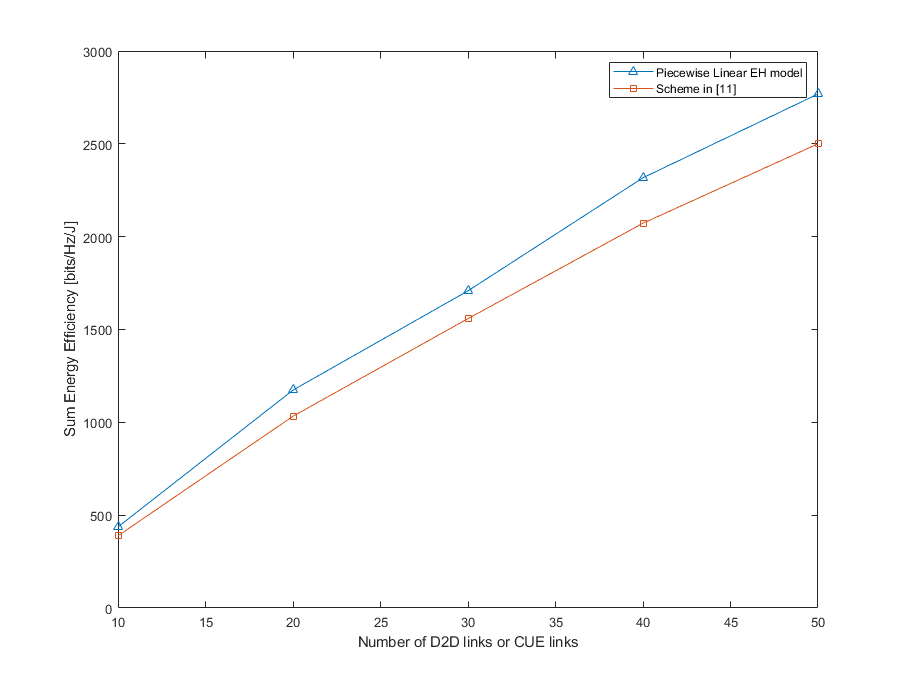 3000
2500
2000
1500
1000
500
0
Sum Energy Efficiency [bits/Hz/J]
Piecewise Linear EH model
Scheme in [11]
10 15 20 25 30 35 40 45 50
Number of D2D links or CUE links